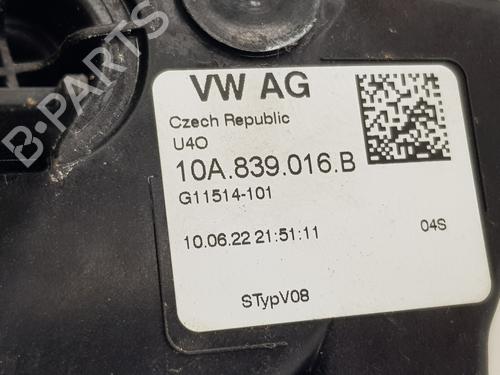 VW AG
Czech Republic
U4O
10A.839.016.B
G11514-101
10.06.22 21:51:11
04S
STypV08
B-PARTS